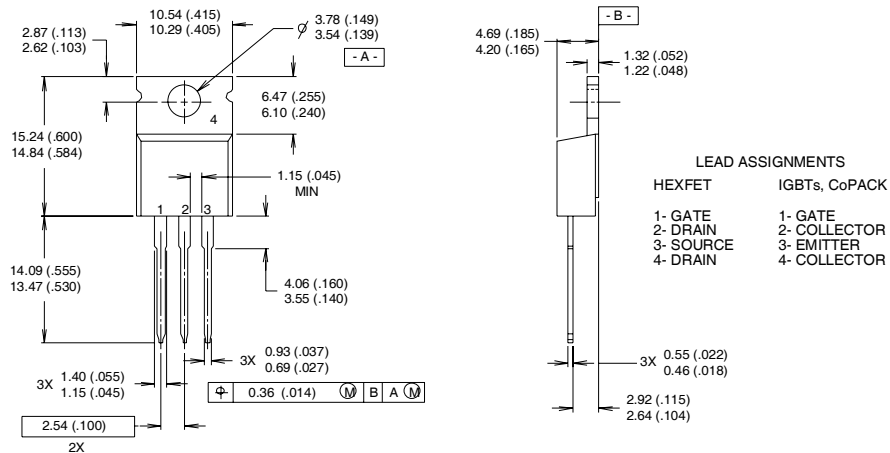 10.54 (.415)
10.29 (.405)
2.87 (.113)
2.62 (.103)
ø 3.78 (.149)
3.54 (.139)
- A -
6.47 (.255)
6.10 (.240)
4
15.24 (.600)
14.84 (.584)
1.15 (.045)
MIN
1 2 3
14.09 (.555)
13.47 (.530)
4.06 (.160)
3.55 (.140)
3X 0.93 (.037)
0.69 (.027)
3X 1.40 (.055)
1.15 (.045)
⌖ 0.36 (.014) Ⓜ B A Ⓜ
2.54 (.100)
2X
- B -
4.69 (.185)
4.20 (.165)
1.32 (.052)
1.22 (.048)
3X 0.55 (.022)
0.46 (.018)
2.92 (.115)
2.64 (.104)
LEAD ASSIGNMENTS
HEXFET IGBTs, CoPACK
1- GATE 1- GATE
2- DRAIN 2- COLLECTOR
3- SOURCE 3- EMITTER
4- DRAIN 4- COLLECTOR